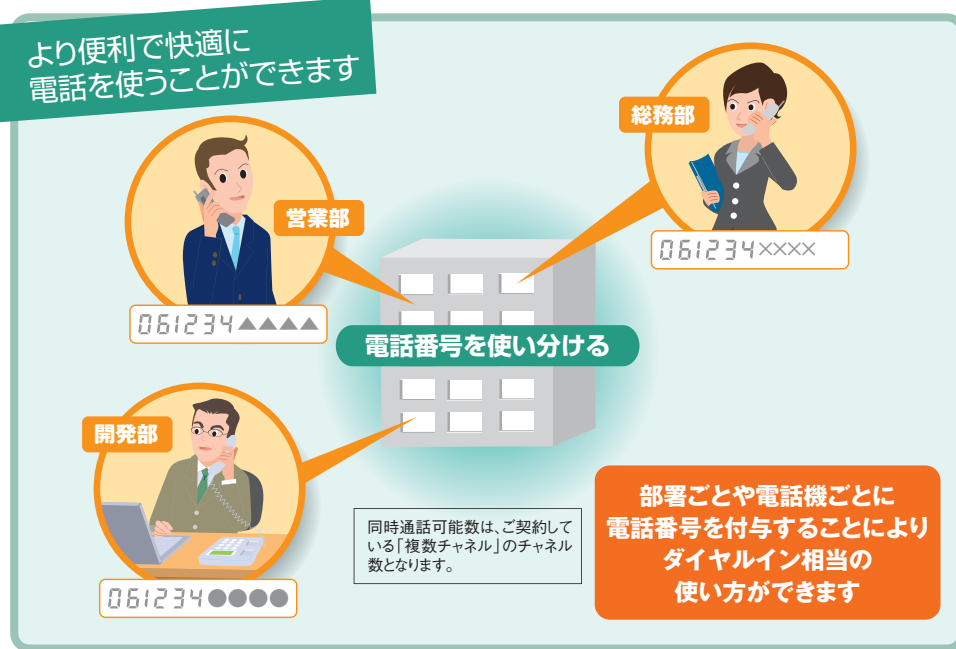 より便利で快適に
電話を使うことができます
総務部
061234××××
営業部
061234▲▲▲▲
電話番号を使い分ける
開発部
061234●●●●
同時通話可能数は、ご契約して
いる「複数チャネル」のチャネル
数となります。
部署ごとや電話機ごとに
電話番号を付与することにより
ダイヤルイン相当の
使い方ができます